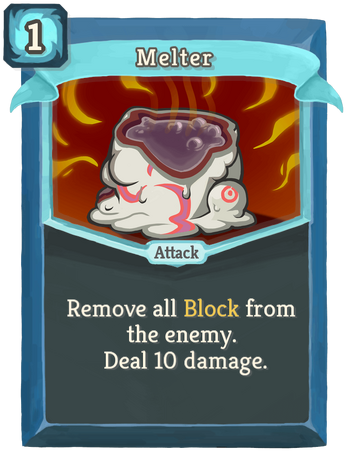 1
Melter
Attack
Remove all Block from
the enemy.
Deal 10 damage.